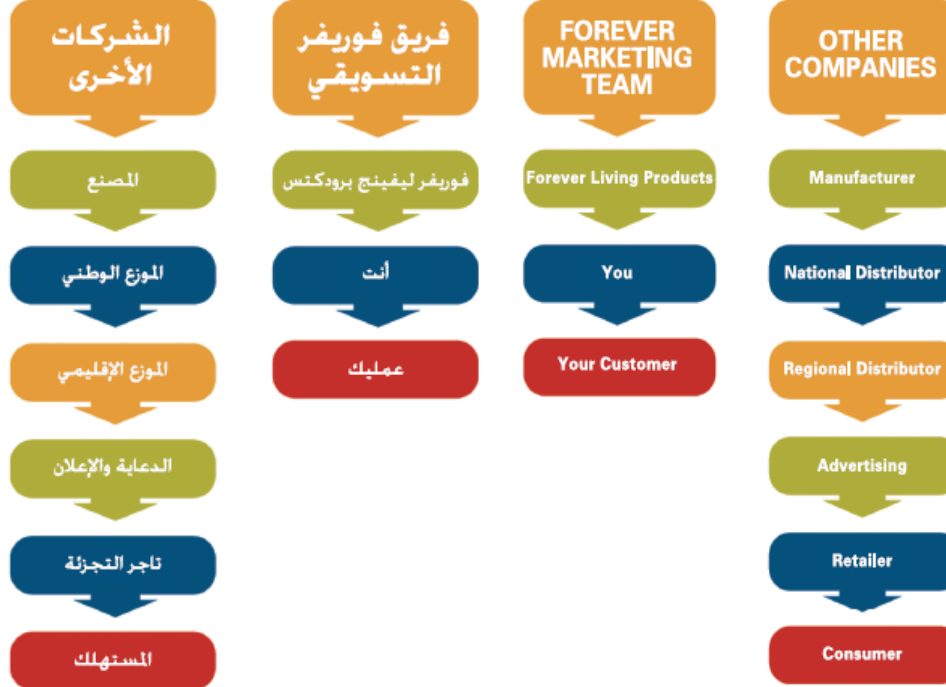 الشركات
الأخرى
المصنع
الموزع الوطني
الموزع الإقليمي
الدعاية والإعلان
تاجر التجزئة
المستهلك
فريق فوريفر
التسويقي
فوريفر ليفينج برودكتس
أنت
عمليك
FOREVER
MARKETING
TEAM
Forever Living Products
You
Your Customer
OTHER
COMPANIES
Manufacturer
National Distributor
Regional Distributor
Advertising
Retailer
Consumer